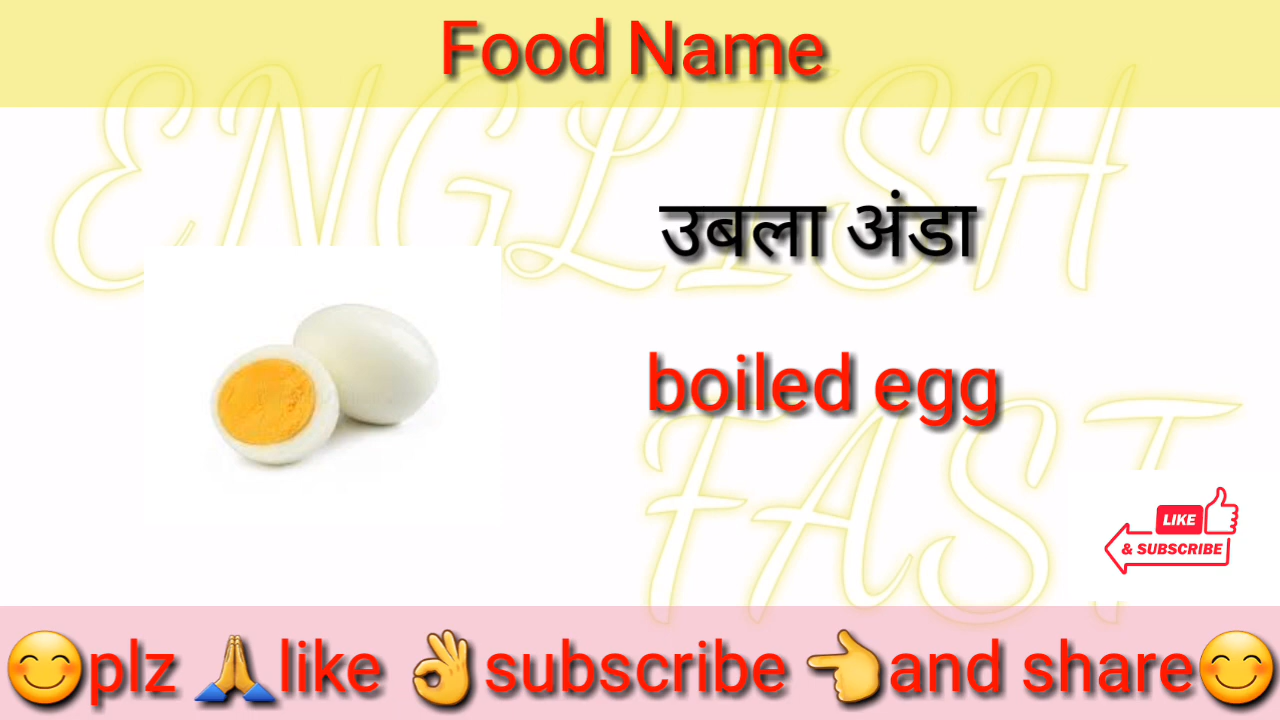 Food Name
ENGLISH
उबला अंडा
boiled egg
FAST
LIKE
& SUBSCRIBE
😊plz 🙏like 👌subscribe 👈and share😊